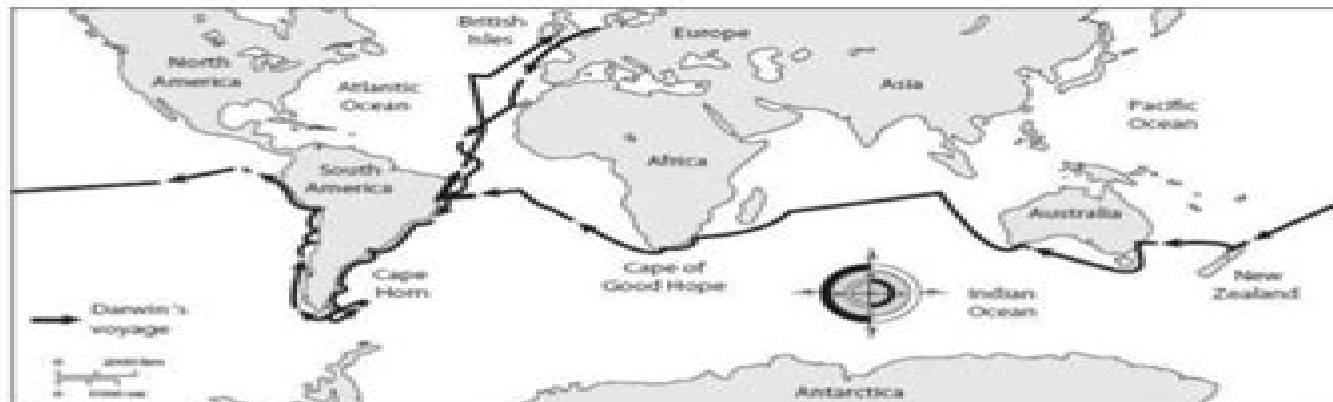 British
Isles
Europe
North
America
Atlantic
Ocean
Asia
Pacific
Ocean
Africa
South
America
Australia
Cape
Horn
Cape of
Good Hope
Indian
Ocean
New
Zealand
Darwin's
voyage
Antarctica